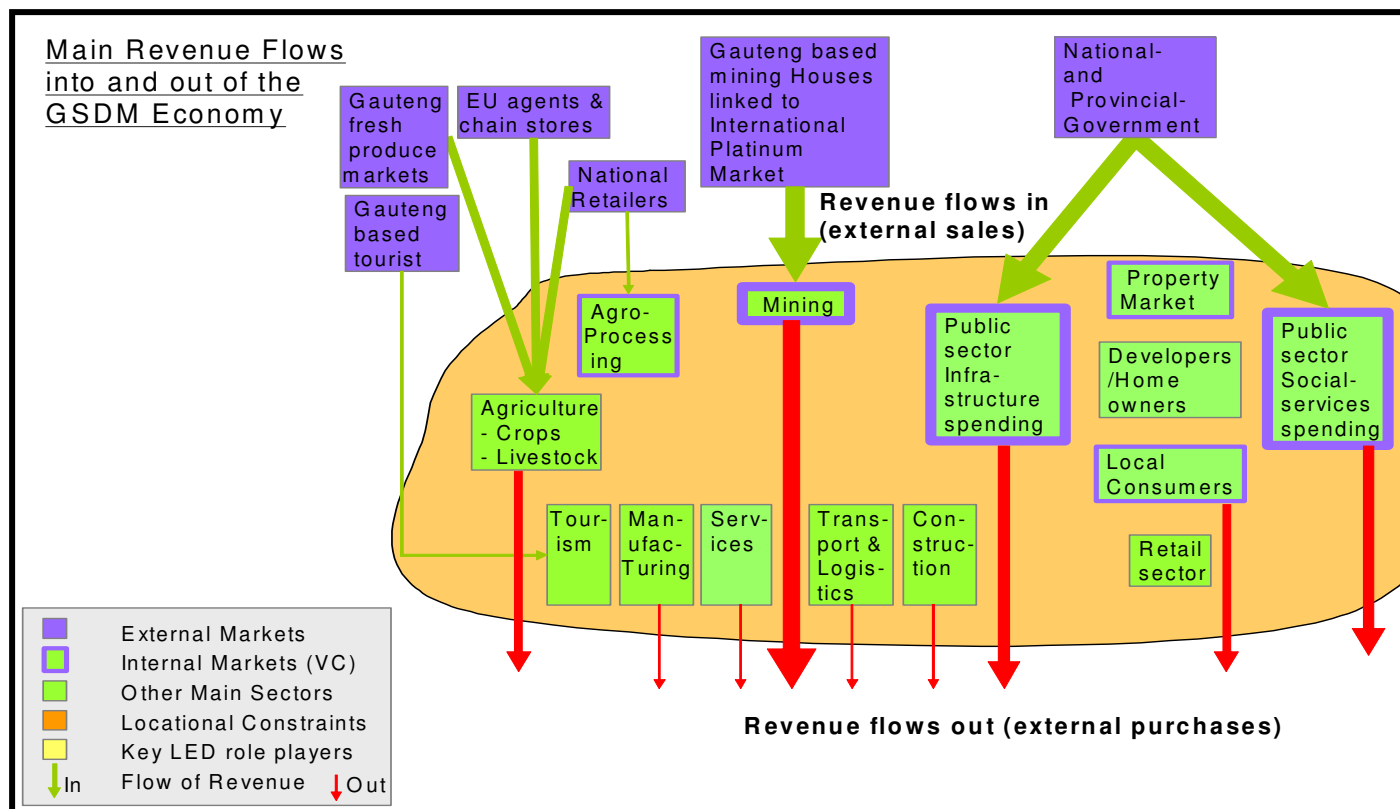 Main Revenue Flows
into and out of the
GSDM Economy
Gauteng
fresh
produce
markets
EU agents &
chain stores
National
Retailers
Gauteng
based
tourist
Gauteng based
mining Houses
linked to
International
Platinum
Market
National-
and
Provincial-
Government
Revenue flows in
(external sales)
Agro-
Process
ing
Mining
Public
sector
Infra-
structure
spending
Property
Market
Developers
/Home
owners
Public
sector
Social-
services
spending
Agriculture
- Crops
- Livestock
Local
Consumers
Tour-
ism
Man-
ufac-
Turing
Serv-
ices
Trans-
port &
Logis-
tics
Con-
struc-
tion
Retail
sector
External Markets
Internal Markets (VC)
Other Main Sectors
Locational Constraints
Key LED role players
In Flow of Revenue Out
Revenue flows out (external purchases)